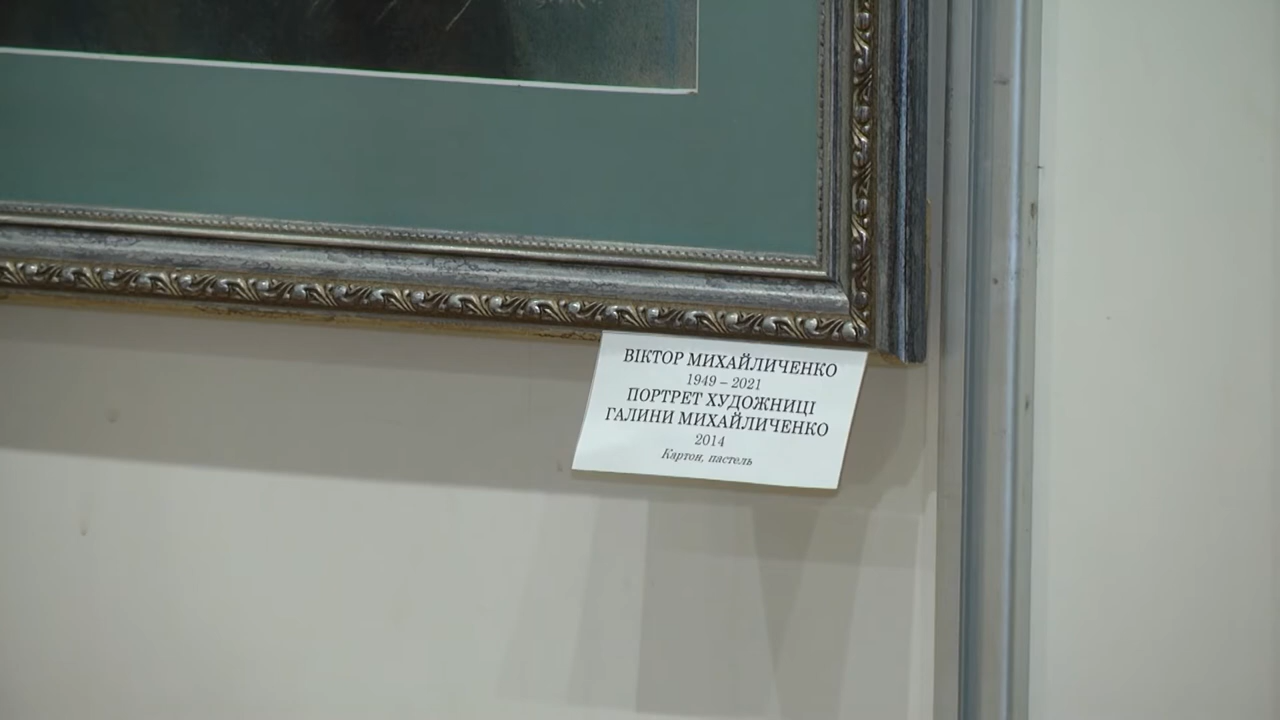 ВІКТОР МИХАЙЛИЧЕНКО
1949 – 2021
ПОРТРЕТ ХУДОЖНИЦІ
ГАЛИНИ МИХАЙЛИЧЕНКО
2014
Картон, пастель